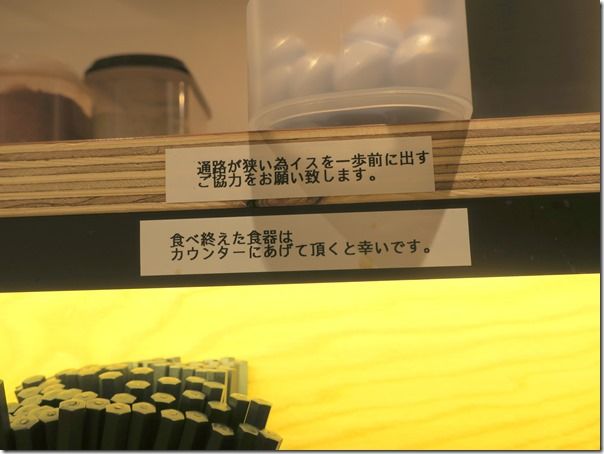 通路が狭い為イスを一歩前に出す
ご協力をお願い致します。
食べ終えた食器は
カウンターにあげて頂くと幸いです。